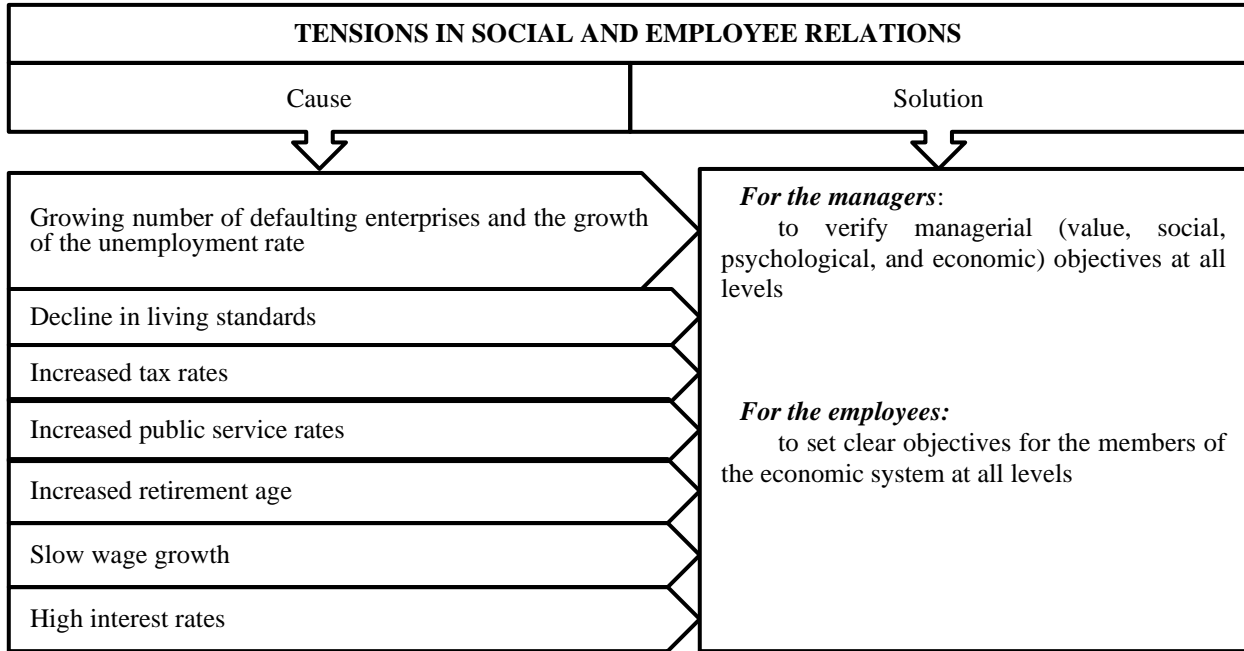 TENSIONS IN SOCIAL AND EMPLOYEE RELATIONS
Cause
Solution
Growing number of defaulting enterprises and the growth
of the unemployment rate
Decline in living standards
Increased tax rates
Increased public service rates
Increased retirement age
Slow wage growth
High interest rates
For the managers:
to verify managerial (value, social,
psychological, and economic) objectives at all
levels
For the employees:
to set clear objectives for the members of
the economic system at all levels